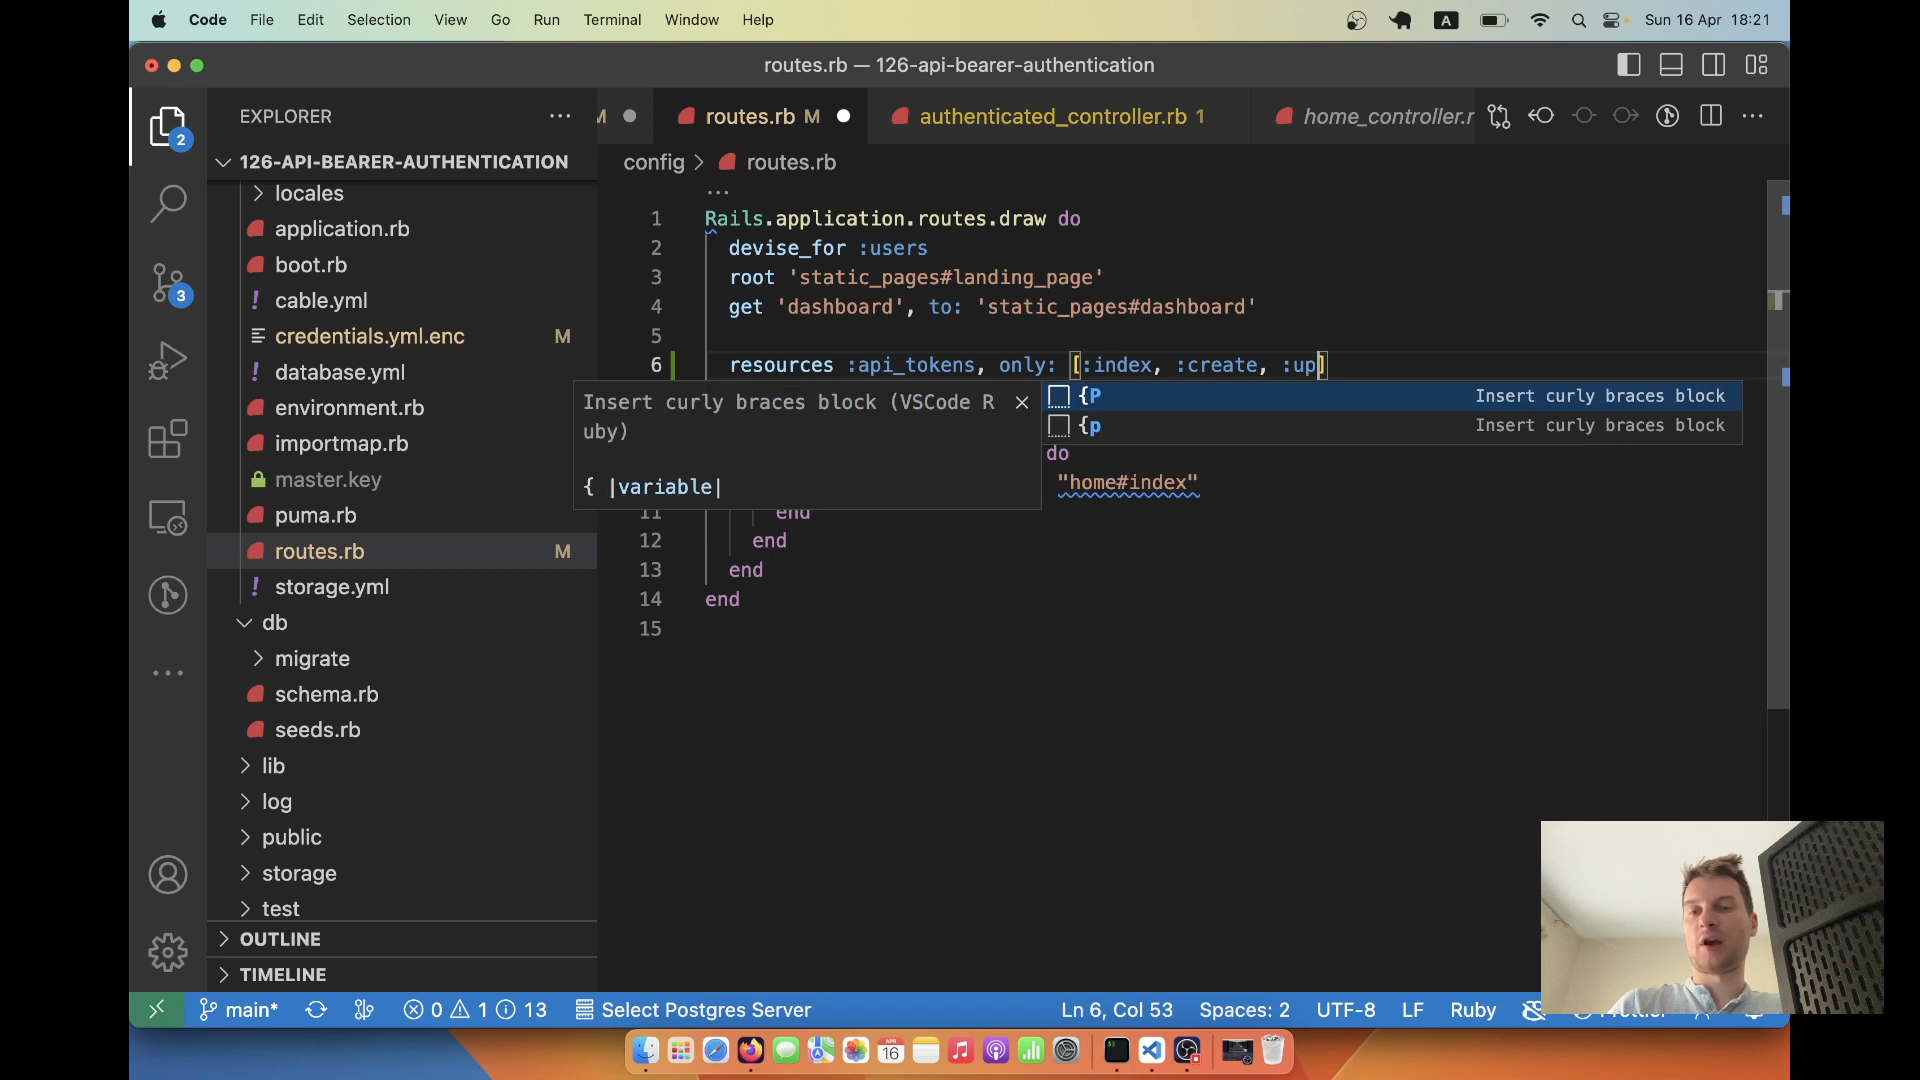 Code File Edit Selection View Go Run Terminal Window Help A Sun 16 Apr 18:21
routes.rb — 126-api-bearer-authentication
EXPLORER
M
routes.rb M
authenticated_controller.rb 1
home_controller.r
2
3
126-API-BEARER-AUTHENTICATION
locales
application.rb
boot.rb
cable.yml
credentials.yml.enc M
database.yml
environment.rb
importmap.rb
master.key
puma.rb
routes.rb M
storage.yml
db
migrate
schema.rb
seeds.rb
lib
log
public
storage
test
OUTLINE
TIMELINE
config > routes.rb
...
1 Rails.application.routes.draw do
2 devise_for :users
3 root 'static_pages#landing_page'
4 get 'dashboard', to: 'static_pages#dashboard'
5
6 resources :api_tokens, only: [:index, :create, :up]
Insert curly braces block (VSCode R
uby)
{ |variable|
{P Insert curly braces block
{p Insert curly braces block
do
"home#index"
11 end
12 end
13 end
14 end
15
main* 0 1 13 Select Postgres Server Ln 6, Col 53 Spaces: 2 UTF-8 LF Ruby
APR
16